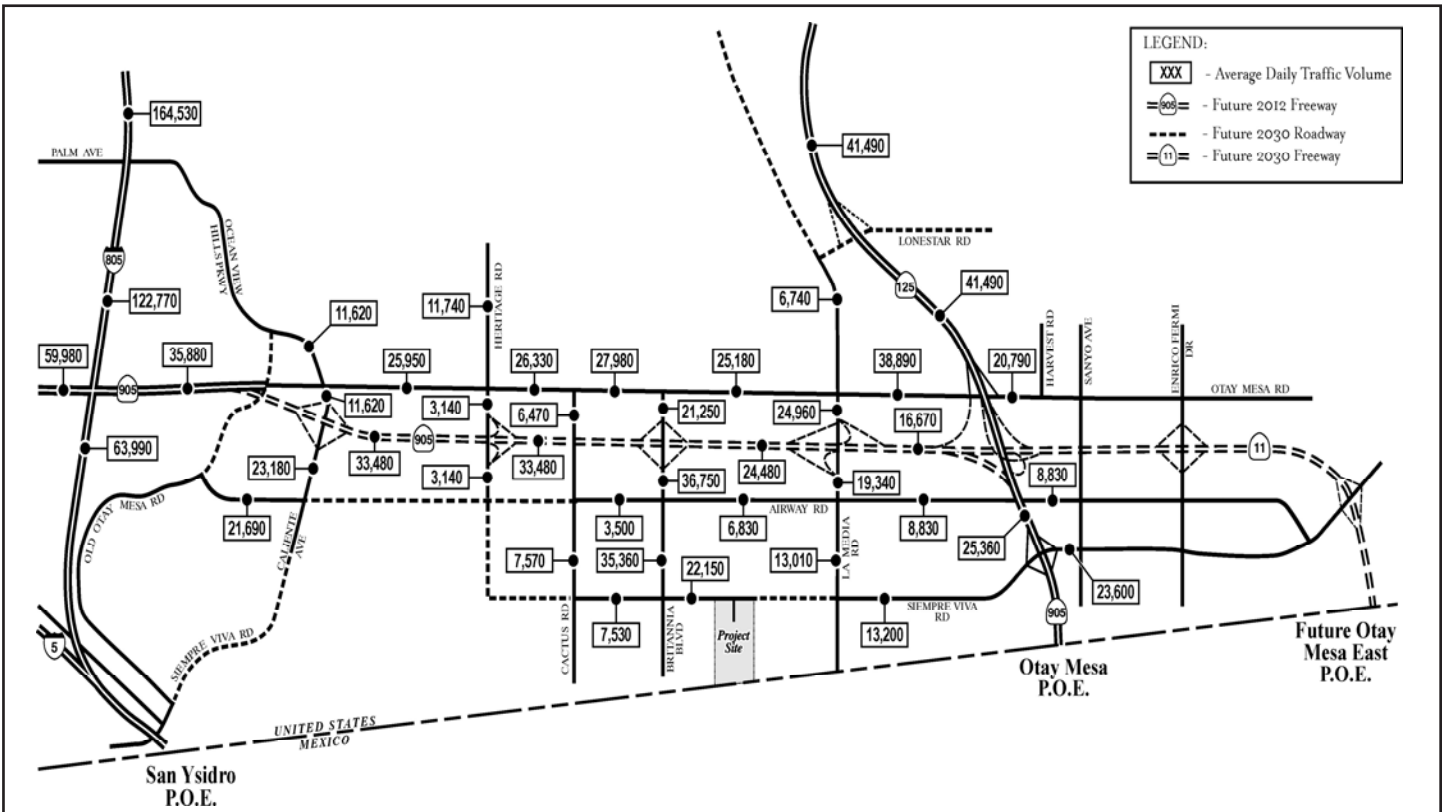 LEGEND:
XXX - Average Daily Traffic Volume
905 - Future 2012 Freeway
- Future 2030 Roadway
11 - Future 2030 Freeway
164,530
PALM AVE
41,490
OCEAN VIEW
HILLS PKWY
LONESTAR RD
805
HERITAGE RD
125
122,770
11,740
6,740
41,490
11,620
HARVEST RD
SANYO AVE
ENRICO FERMI
DR
59,980
35,880
25,950
26,330
27,980
25,180
38,890
20,790
905
OTAY MESA RD
11,620
3,140
6,470
21,250
24,960
16,670
63,990
33,480
905
33,480
24,480
11
23,180
3,140
36,750
19,340
8,830
OLD OTAY MESA RD
21,690
CALIENTE
AVE
3,500
6,830
AIRWAY RD
8,830
25,360
7,570
35,360
22,150
13,010
LA MEDIA
RD
23,600
SIEMPRE VIVA RD
CACTUS RD
7,530
BRITANNIA
BLVD
Project
Site
13,200
SIEMPRE VIVA
RD
905
5
UNITED STATES
MEXICO
Otay Mesa
P.O.E.
Future Otay
Mesa East
P.O.E.
San Ysidro
P.O.E.